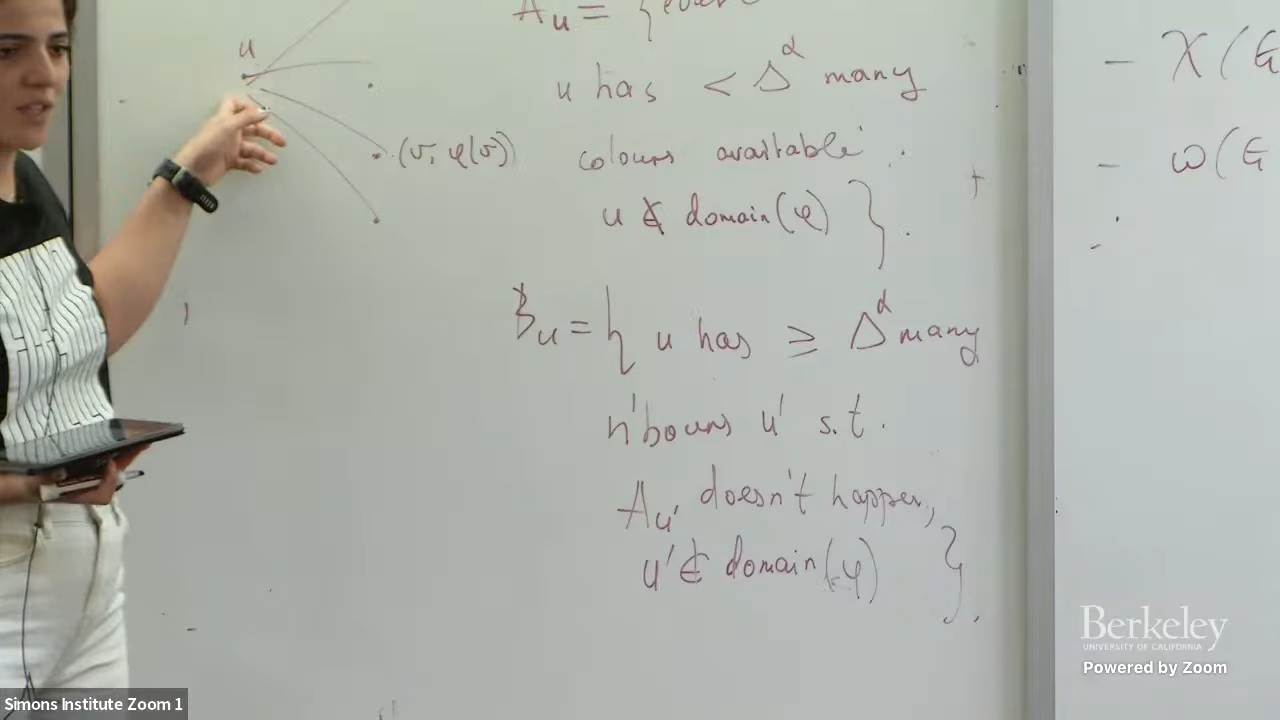 A_u = {
u
u has < Δ^α many
(v, φ(v)) colours available
u ∉ domain(φ) }.
B_u = { u has ≥ Δ^α many
n'bours u' s.t.
A_u' doesn't happen,
u' ∉ domain(φ) }.
- χ(G
- ω(G
Berkeley
UNIVERSITY OF CALIFORNIA
Powered by Zoom
Simons Institute Zoom 1